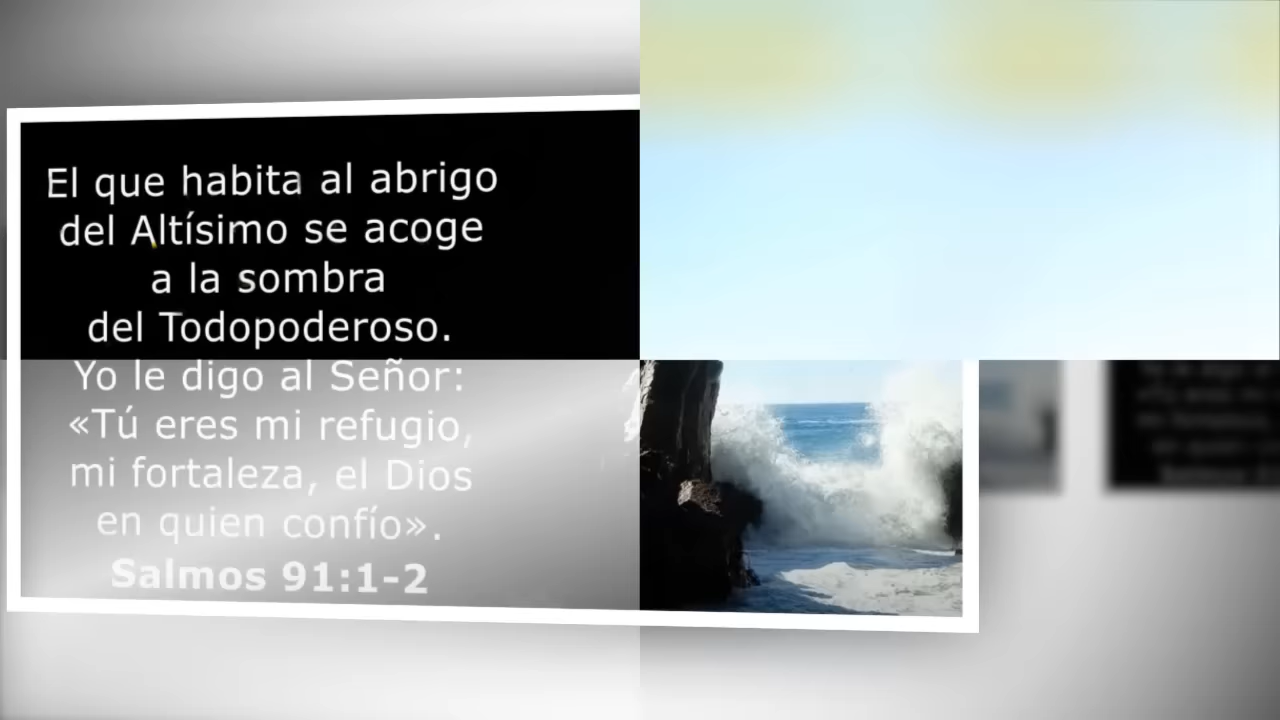 El que habita al abrigo
del Altísimo se acoge
a la sombra
del Todopoderoso.
Yo le digo al Señor:
«Tú eres mi refugio,
mi fortaleza, el Dios
en quien confío».
Salmos 91:1-2